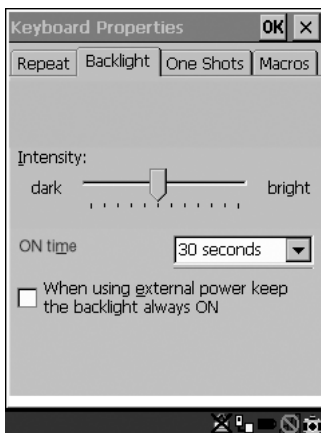 Keyboard Properties OK ×
Repeat Backlight One Shots Macros
Intensity:
dark bright
ON time 30 seconds
When using external power keep
the backlight always ON